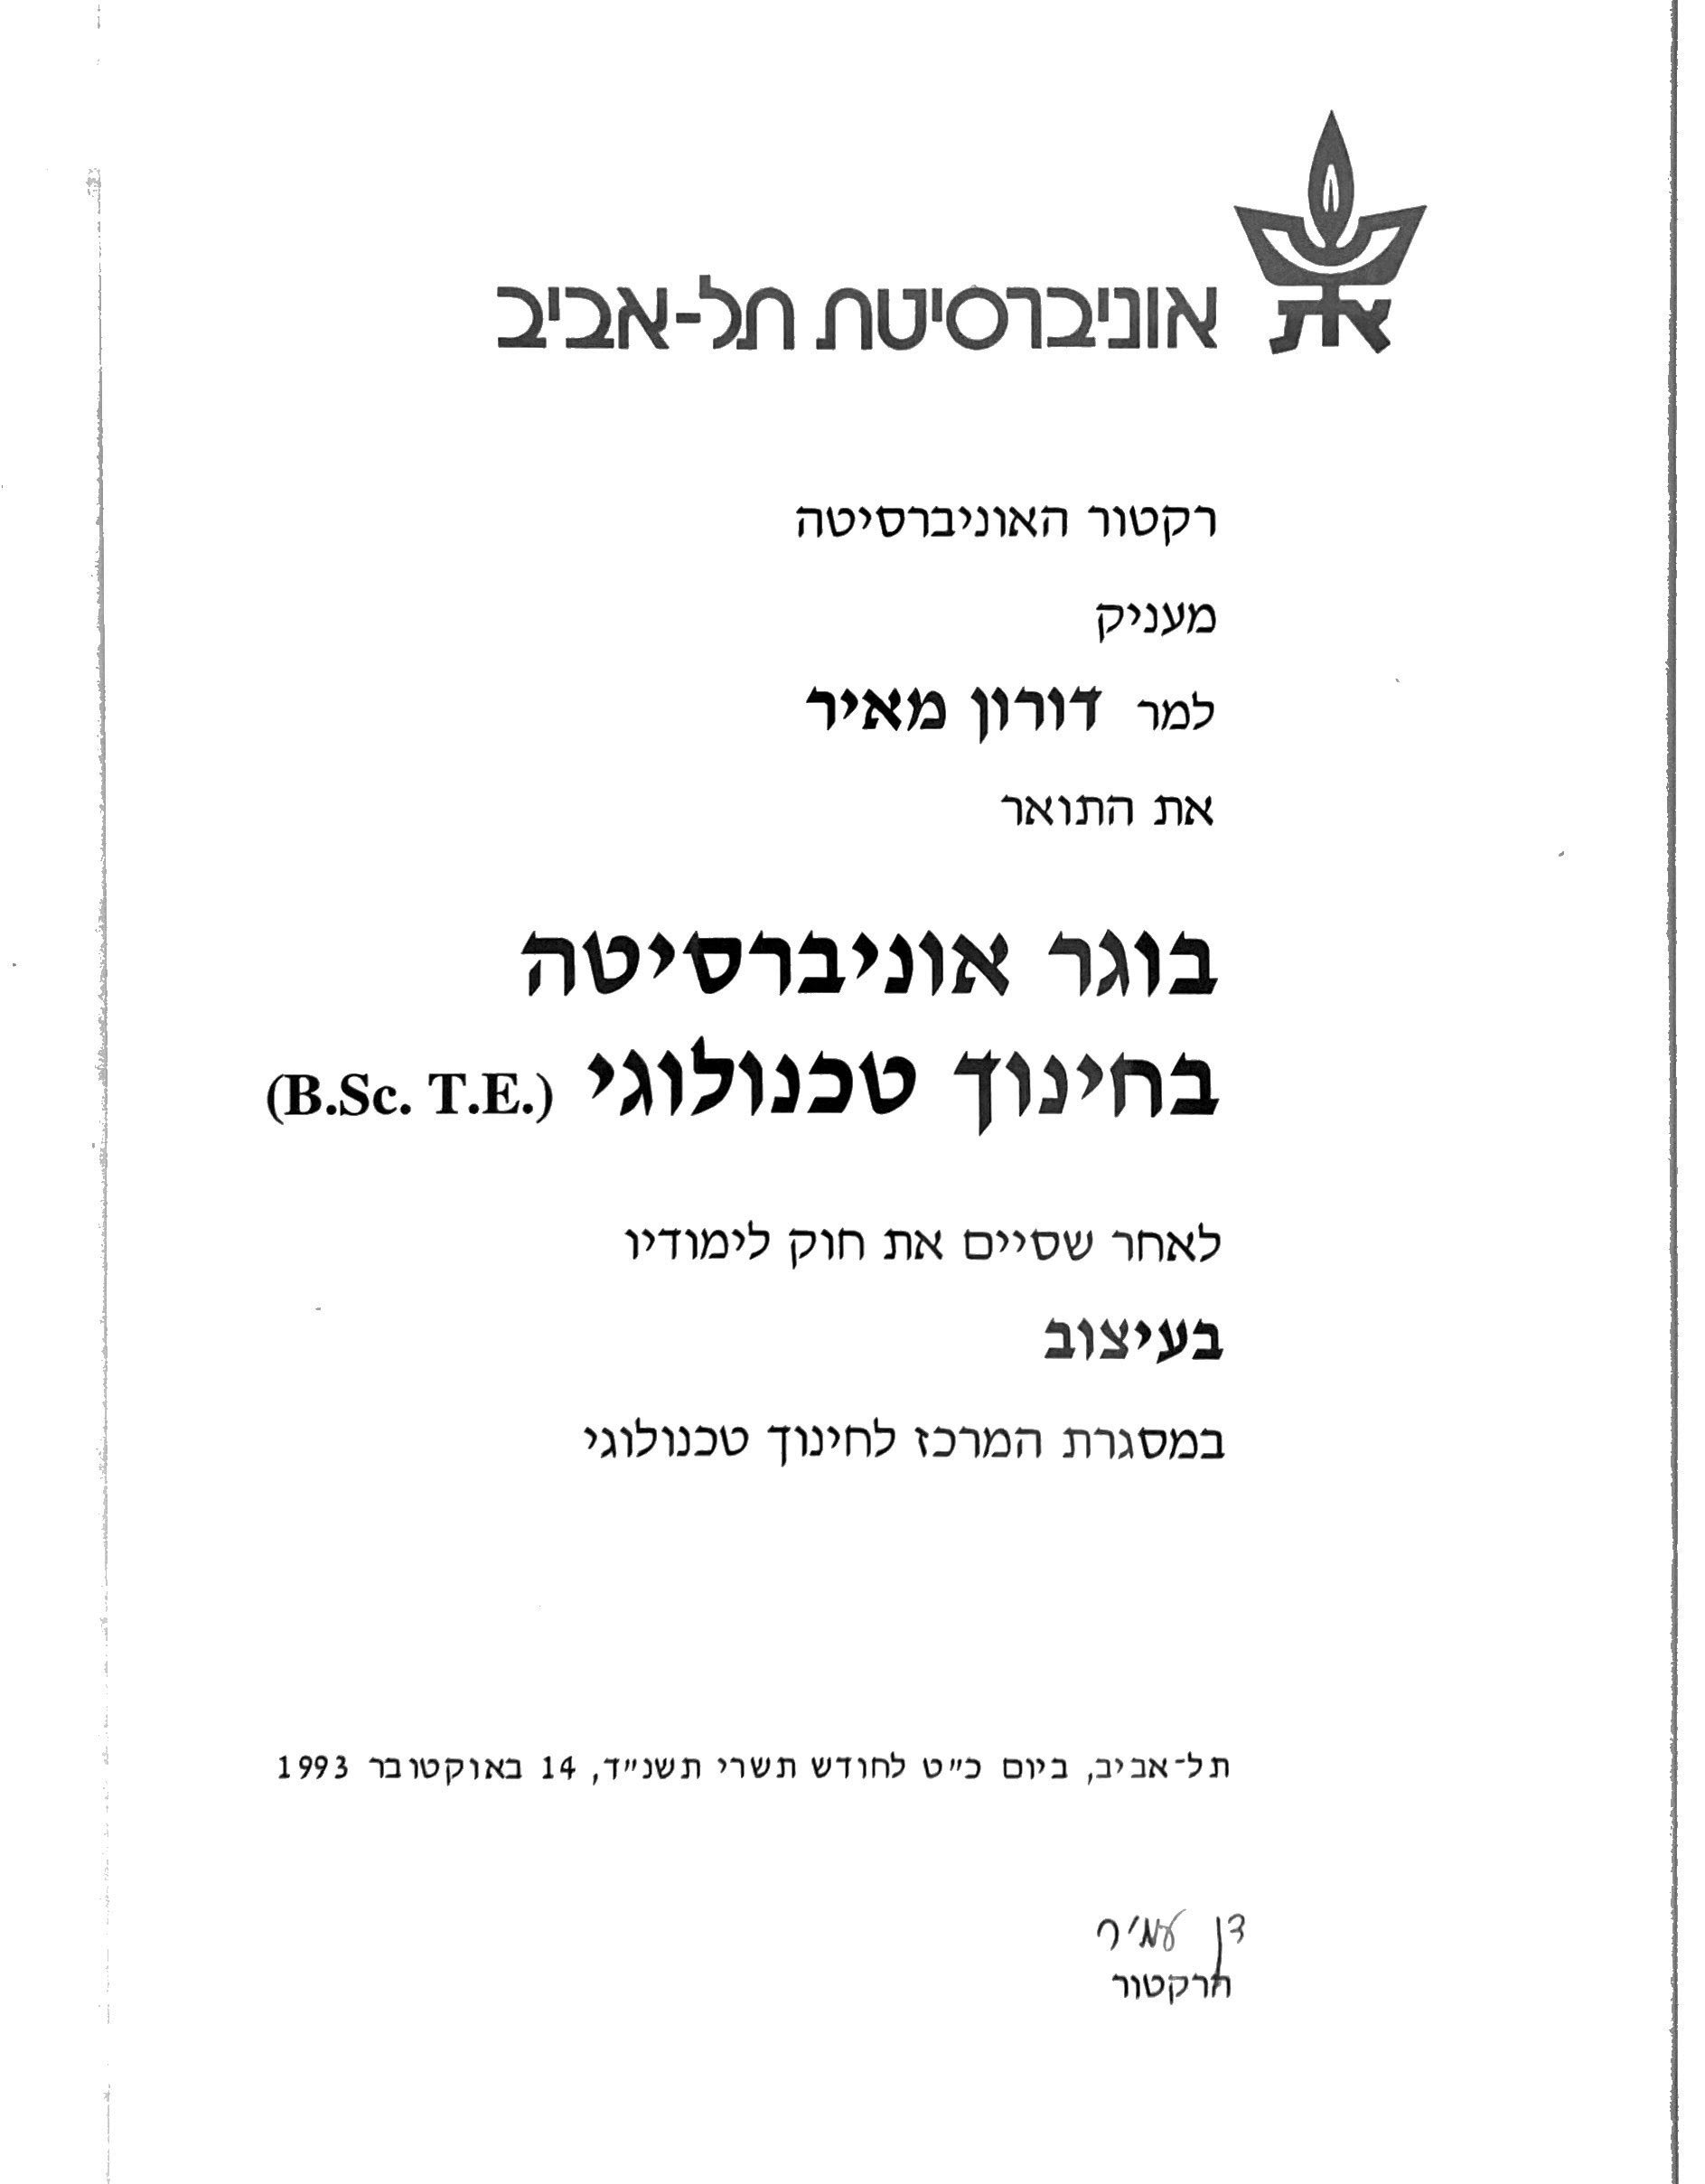 אוניברסיטת תל-אביב
את
רקטור האוניברסיטה
מעניק
למר דורון מאיר
את התואר
בוגר אוניברסיטה
בחינוך טכנולוגי (B.Sc. T.E.)
לאחר שסיים את חוק לימודיו
בעיצוב
במסגרת המרכז לחינוך טכנולוגי
תל-אביב, ביום כ"ט לחודש תשרי תשנ"ד, 14 באוקטובר 1993
דן עמיר
הרקטור